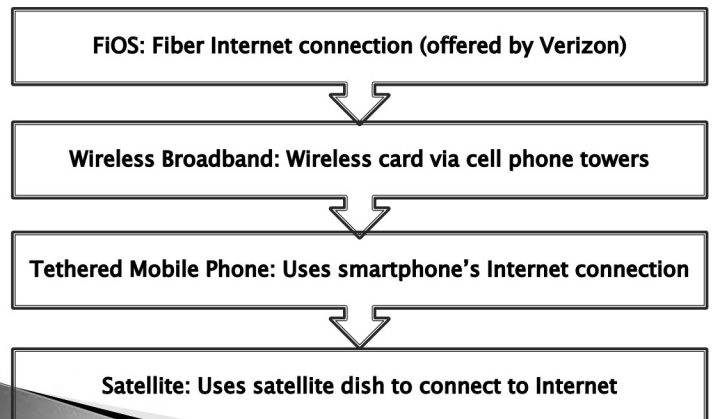 FiOS: Fiber Internet connection (offered by Verizon)
Wireless Broadband: Wireless card via cell phone towers
Tethered Mobile Phone: Uses smartphone’s Internet connection
Satellite: Uses satellite dish to connect to Internet